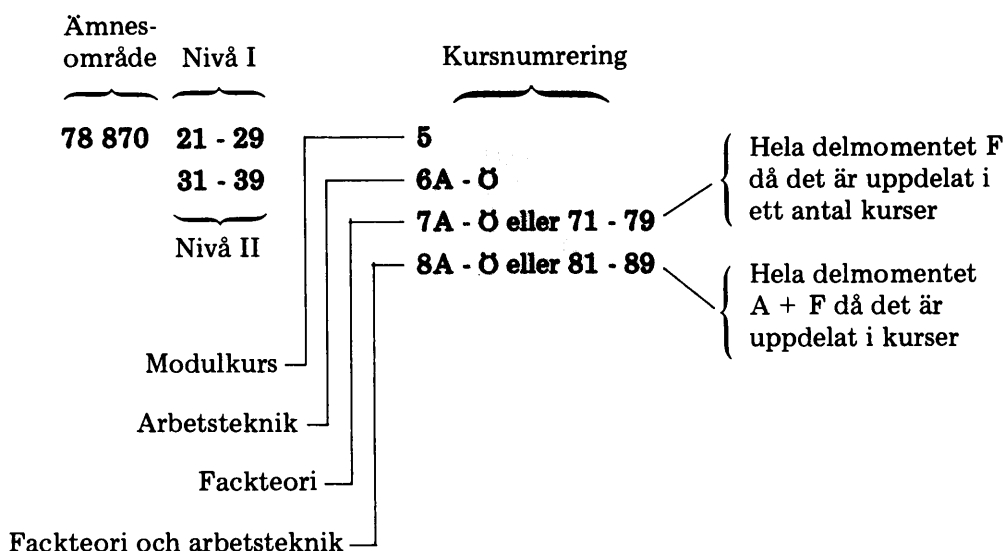 Ämnes-
område Nivå I Kursnumrering
78 870 21 - 29 5
31 - 39 6A - Ö
7A - Ö eller 71 - 79
Nivå II
8A - Ö eller 81 - 89
Hela delmomentet F
då det är uppdelat i
ett antal kurser
Hela delmomentet
A + F då det är
uppdelat i kurser
Modulkurs
Arbetsteknik
Fackteori
Fackteori och arbetsteknik